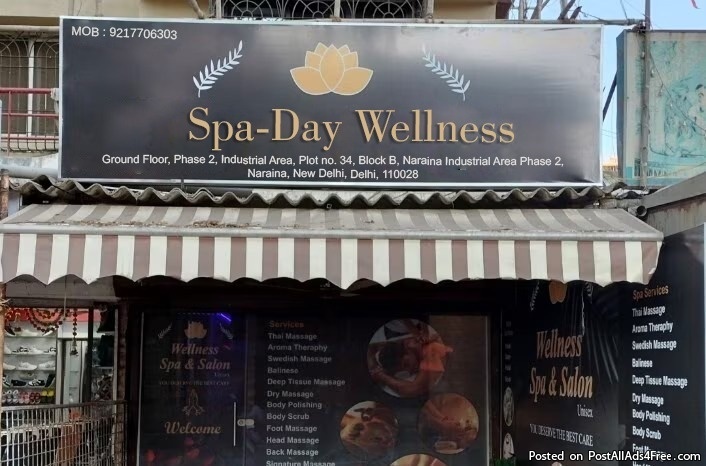 MOB : 9217706303
Spa-Day Wellness
Ground Floor, Phase 2, Industrial Area, Plot no. 34, Block B, Naraina Industrial Area Phase 2,
Naraina, New Delhi, Delhi, 110028
Wellness
Spa & Salon
Unisex
Welcome
Services
Thai Massage
Aroma Theraphy
Swedish Massage
Balinese
Deep Tissue Massage
Dry Massage
Body Polishing
Body Scrub
Foot Massage
Head Massage
Back Massage
Signature Massage
Wellness
Spa & Salon
Unisex
YOU DESERVE THE BEST CARE
Spa Services
Thai Massage
Aroma Theraphy
Swedish Massage
Balinese
Deep Tissue Massage
Dry Massage
Body Polishing
Body Scrub
Posted on PostAllAds4Free.com